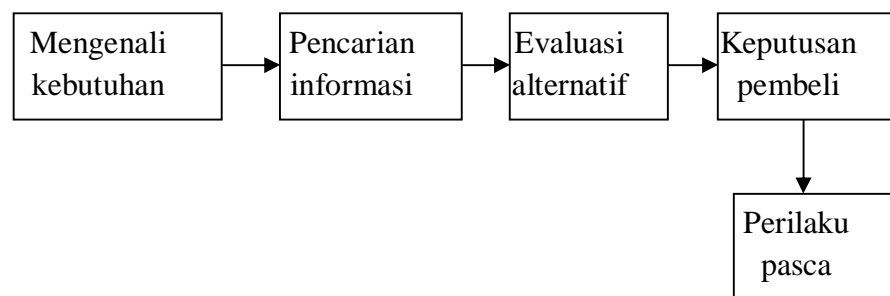 Mengenali
kebutuhan
Pencarian
informasi
Evaluasi
alternatif
Keputusan
pembeli
Perilaku
pasca